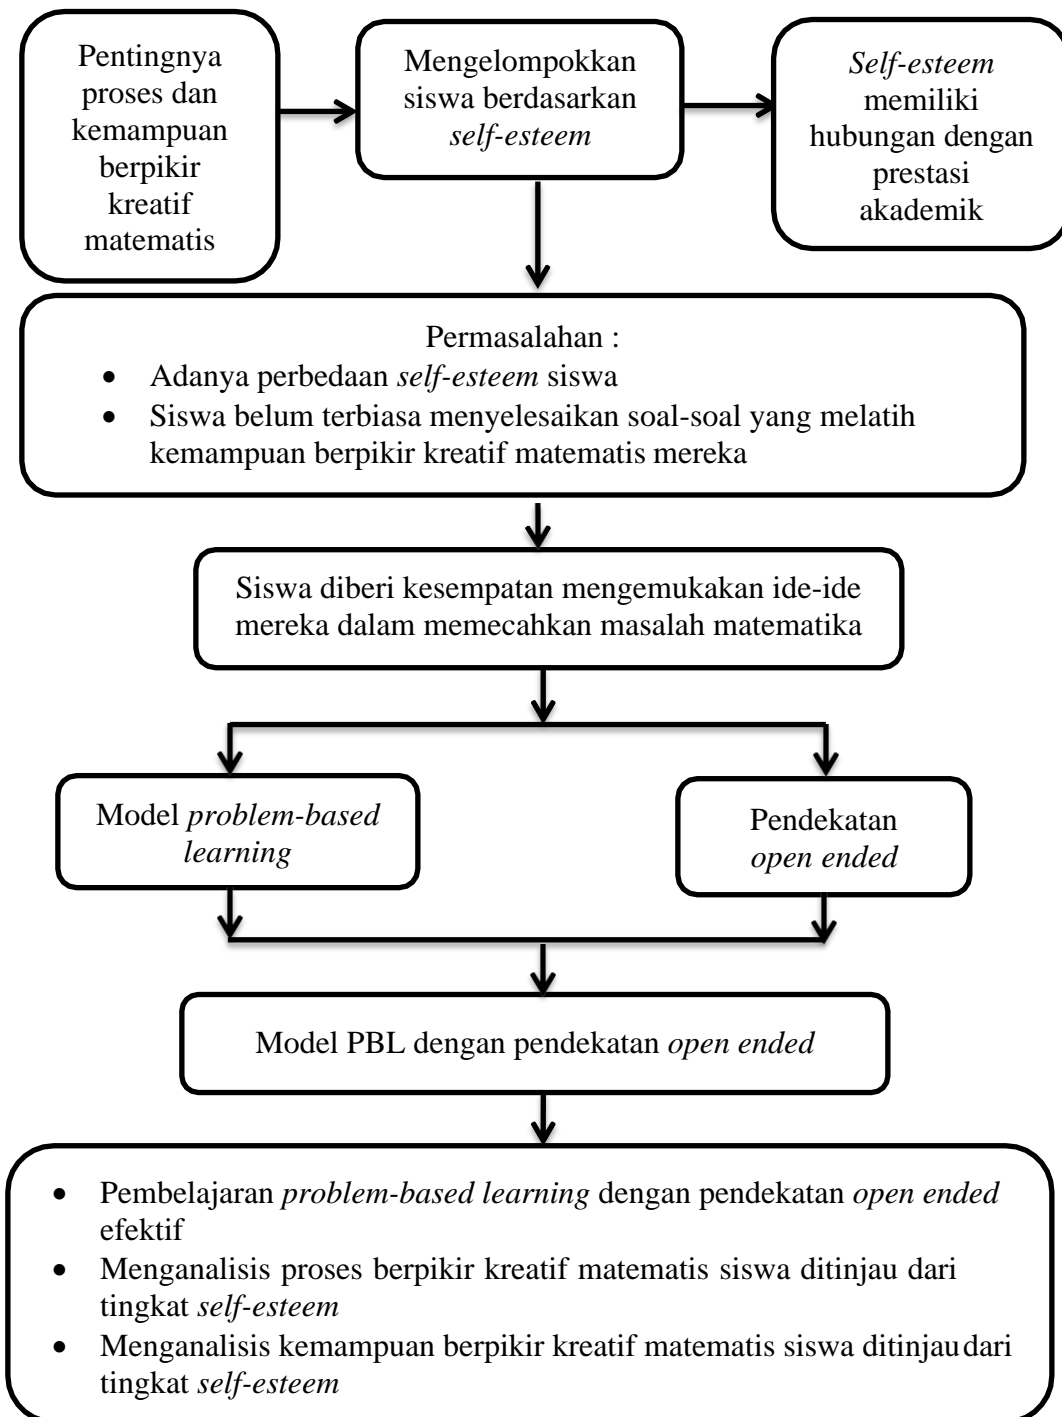 Pentingnya
proses dan
kemampuan
berpikir
kreatif
matematis
Mengelompokkan
siswa berdasarkan
self-esteem
Self-esteem
memiliki
hubungan dengan
prestasi
akademik
Permasalahan :
• Adanya perbedaan self-esteem siswa
• Siswa belum terbiasa menyelesaikan soal-soal yang melatih
kemampuan berpikir kreatif matematis mereka
Siswa diberi kesempatan mengemukakan ide-ide
mereka dalam memecahkan masalah matematika
Model problem-based
learning
Pendekatan
open ended
Model PBL dengan pendekatan open ended
• Pembelajaran problem-based learning dengan pendekatan open ended
efektif
• Menganalisis proses berpikir kreatif matematis siswa ditinjau dari
tingkat self-esteem
• Menganalisis kemampuan berpikir kreatif matematis siswa ditinjau dari
tingkat self-esteem